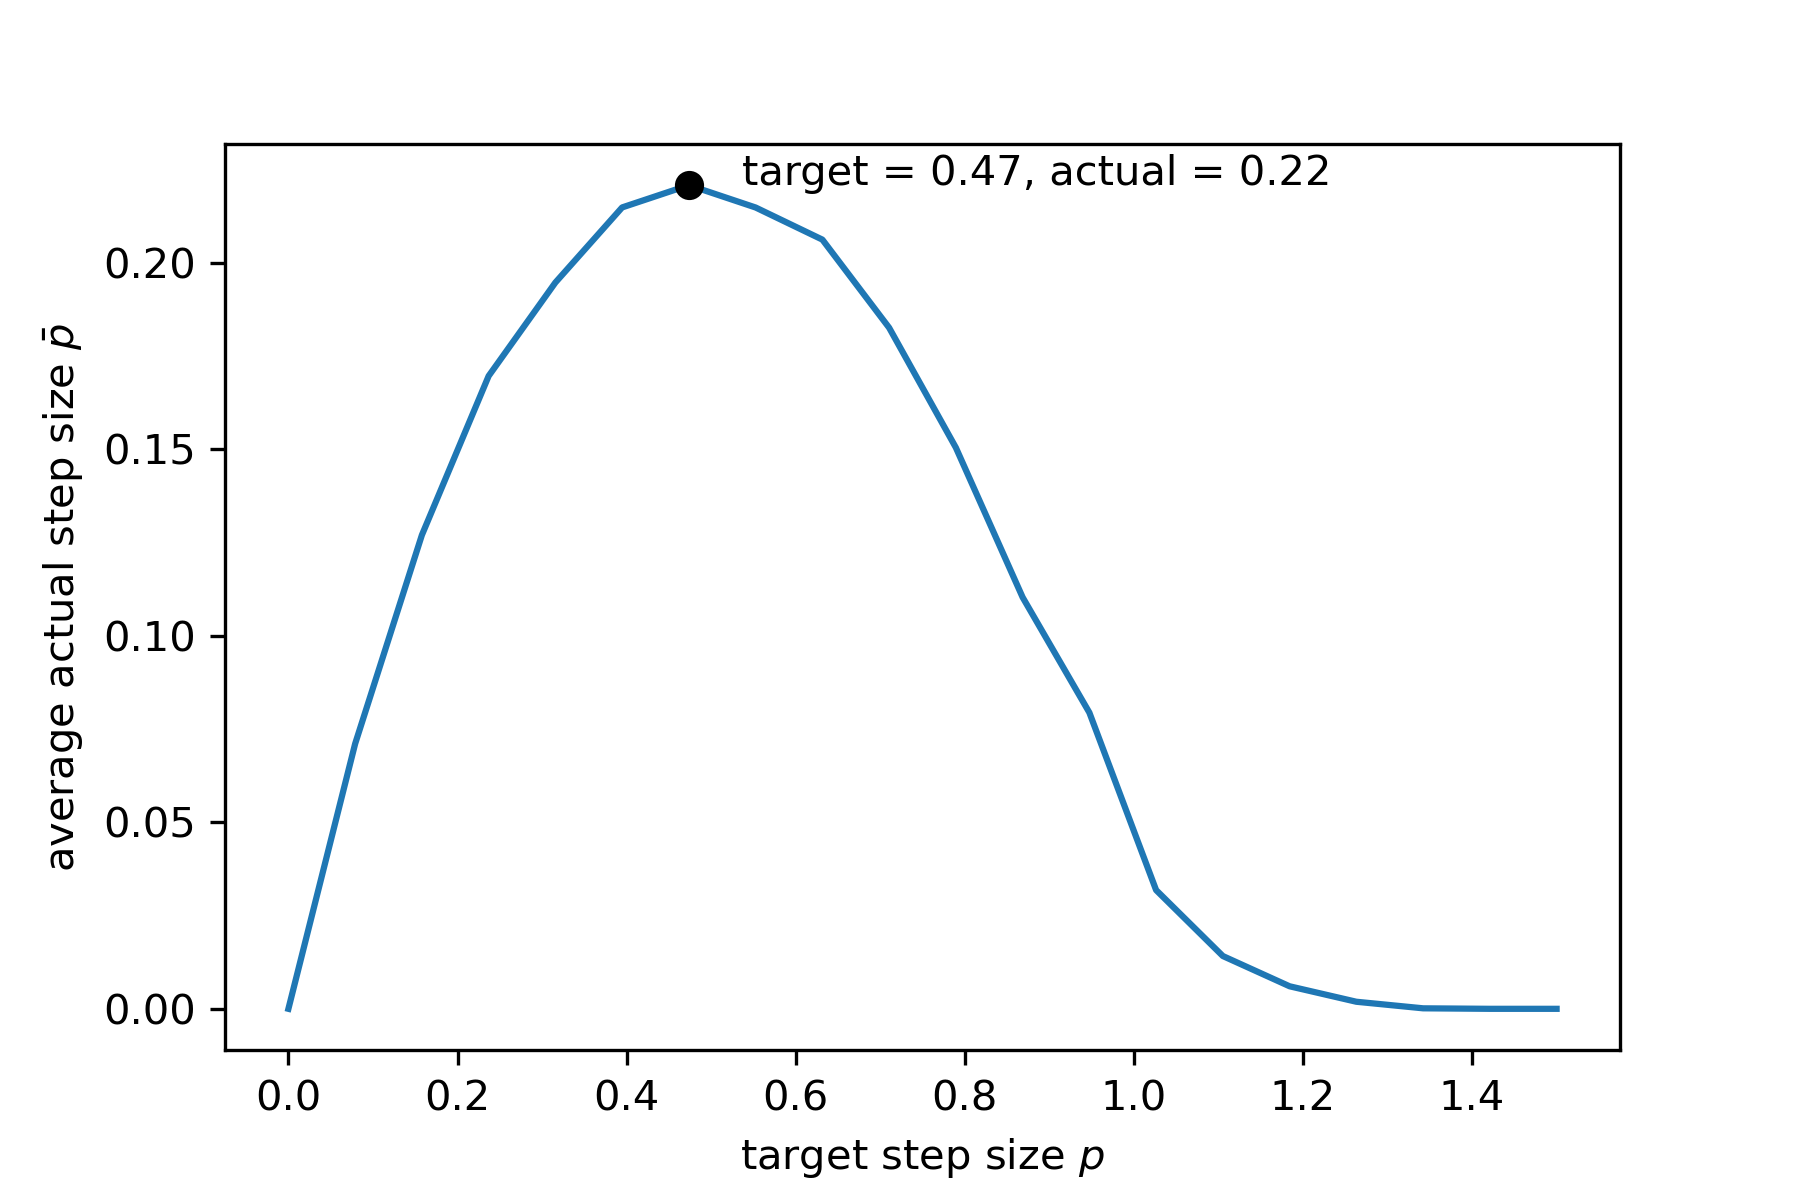 target = 0.47, actual = 0.22
average actual step size p̄
0.20
0.15
0.10
0.05
0.00
0.0 0.2 0.4 0.6 0.8 1.0 1.2 1.4
target step size p